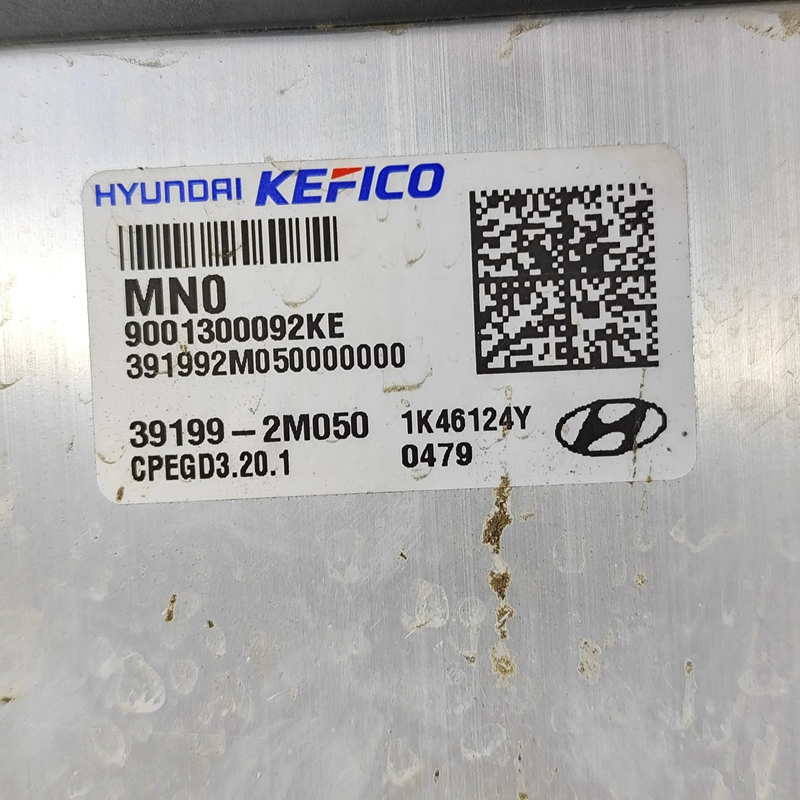 HYUNDAI KEFICO
MN0
9001300092KE
391992M050000000
39199-2M050 1K46124Y
CPEGD3.20.1 0479